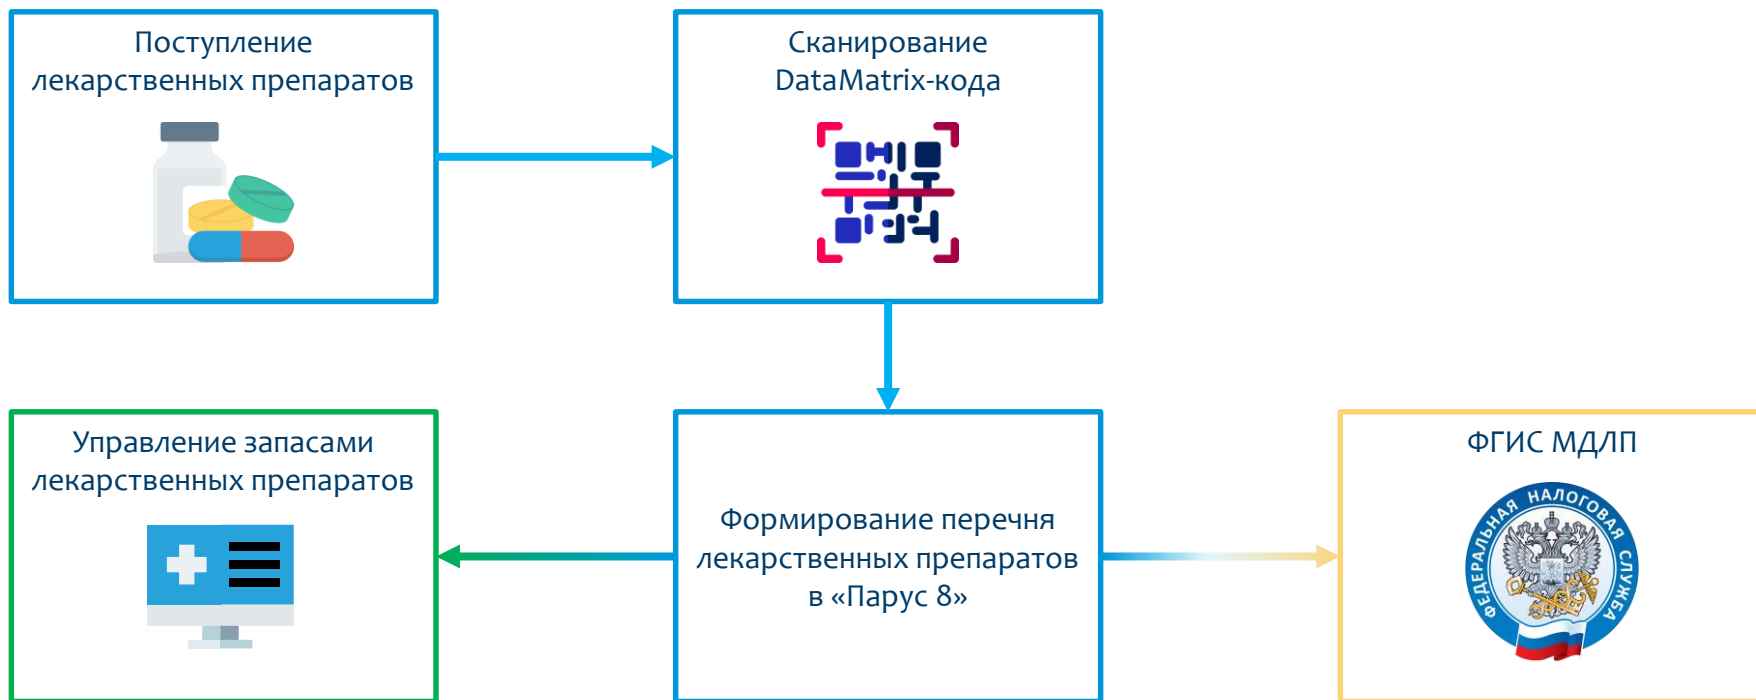 Поступление
лекарственных препаратов
Сканирование
DataMatrix-кода
Управление запасами
лекарственных препаратов
Формирование перечня
лекарственных препаратов
в «Парус 8»
ФГИС МДЛП
ФЕДЕРАЛЬНАЯ НАЛОГОВАЯ СЛУЖБА